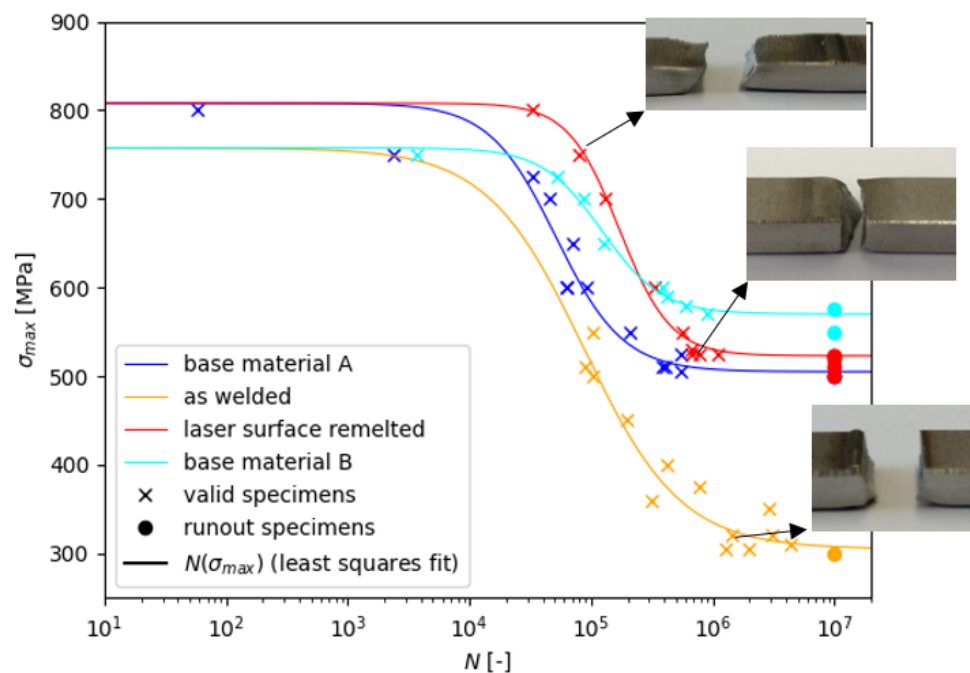 900
800
700
600
500
400
300
σmax [MPa]
base material A
as welded
laser surface remelted
base material B
valid specimens
runout specimens
N(σmax) (least squares fit)
10¹ 10² 10³ 10⁴ 10⁵ 10⁶ 10⁷
N [-]